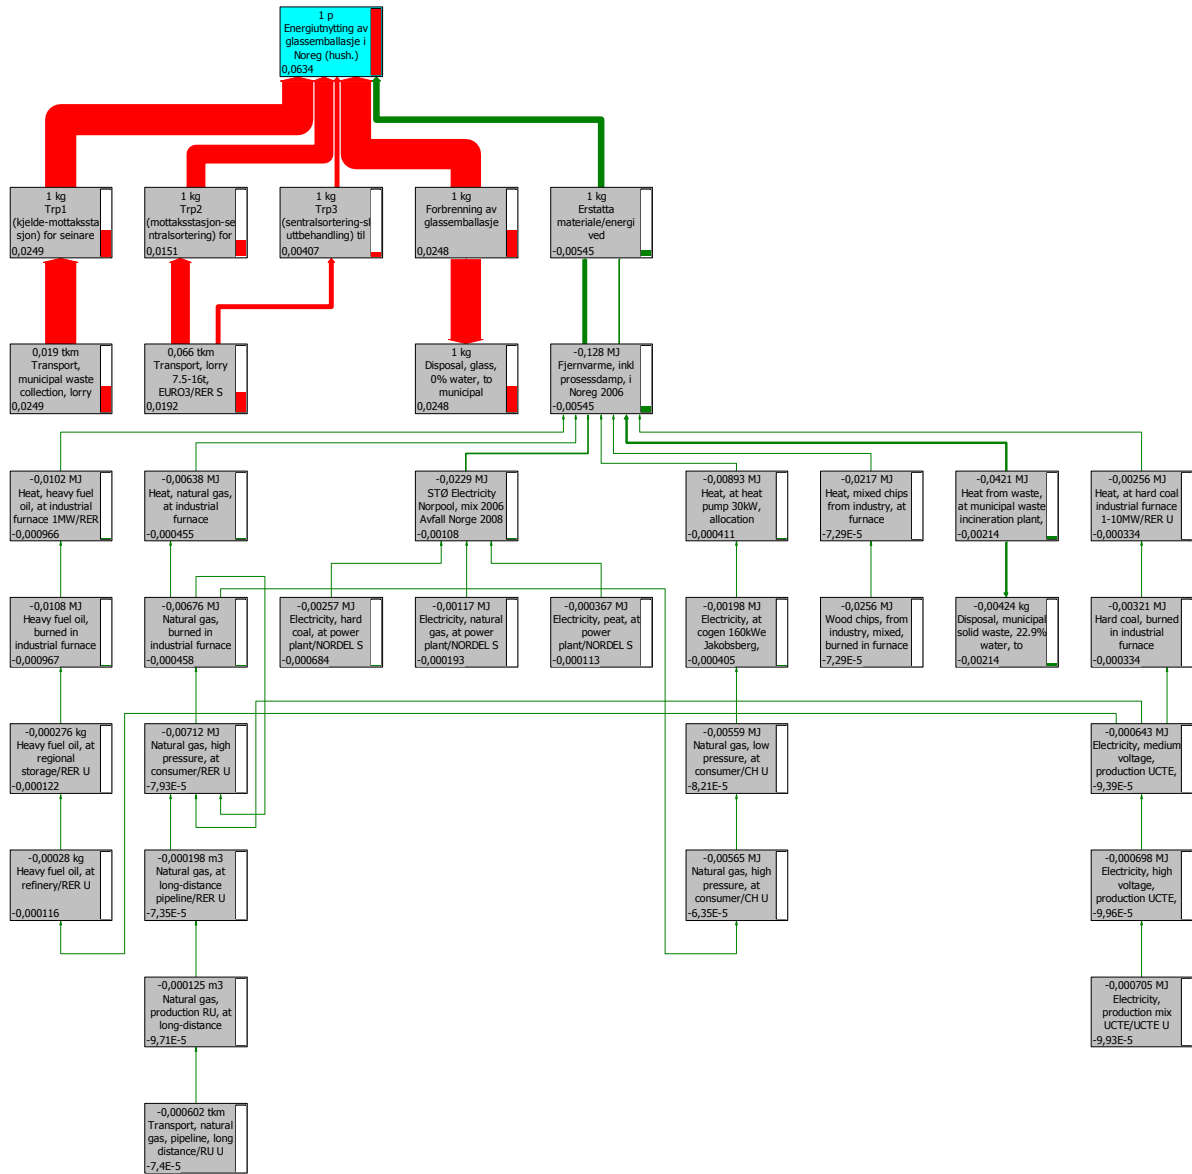 1 p
Energiutnytting av
glassemballasje i
Noreg (hush.)
0,0634
1 kg
Trp1
(kjelde-mottaksstа
sjon) for seinare
0,0249
1 kg
Trp2
(mottaksstasjon-se
ntralsortering) for
0,0151
1 kg
Trp3
(sentralsortering-sl
uttbehandling) til
0,00407
1 kg
Forbrenning av
glassemballasje
0,0248
1 kg
Erstatta
materiale/energi
ved
-0,00545
0,019 tkm
Transport,
municipal waste
collection, lorry
0,0249
0,066 tkm
Transport, lorry
7.5-16t,
EURO3/RER S
0,0192
1 kg
Disposal, glass,
0% water, to
municipal
0,0248
-0,128 MJ
Fjernvarme, inkl
prosessdamp, i
Noreg 2006
-0,00545
-0,0102 MJ
Heat, heavy fuel
oil, at industrial
furnace 1MW/RER
-0,000966
-0,00638 MJ
Heat, natural gas,
at industrial
furnace
-0,000455
-0,0229 MJ
STØ Electricity
Norpool, mix 2006
Avfall Norge 2008
-0,00108
-0,00893 MJ
Heat, at heat
pump 30kW,
allocation
-0,000411
-0,0217 MJ
Heat, mixed chips
from industry, at
furnace
-7,29E-5
-0,0421 MJ
Heat from waste,
at municipal waste
incineration plant,
-0,00214
-0,00256 MJ
Heat, at hard coal
industrial furnace
1-10MW/RER U
-0,000334
-0,0108 MJ
Heavy fuel oil,
burned in
industrial furnace
-0,000967
-0,00676 MJ
Natural gas,
burned in
industrial furnace
-0,000458
-0,00257 MJ
Electricity, hard
coal, at power
plant/NORDEL S
-0,000684
-0,00117 MJ
Electricity, natural
gas, at power
plant/NORDEL S
-0,000193
-0,000367 MJ
Electricity, peat, at
power
plant/NORDEL S
-0,000113
-0,00198 MJ
Electricity, at
cogen 160kWe
Jakobsberg,
-0,000405
-0,0256 MJ
Wood chips, from
industry, mixed,
burned in furnace
-7,29E-5
-0,00424 kg
Disposal, municipal
solid waste, 22.9%
water, to
-0,00214
-0,00321 MJ
Hard coal, burned
in industrial
furnace
-0,000334
-0,000276 kg
Heavy fuel oil, at
regional
storage/RER U
-0,000122
-0,00712 MJ
Natural gas, high
pressure, at
consumer/RER U
-7,93E-5
-0,00559 MJ
Natural gas, low
pressure, at
consumer/CH U
-8,21E-5
-0,000643 MJ
Electricity, medium
voltage,
production UCTE,
-9,39E-5
-0,00028 kg
Heavy fuel oil, at
refinery/RER U
-0,000116
-0,000198 m3
Natural gas, at
long-distance
pipeline/RER U
-7,35E-5
-0,00565 MJ
Natural gas, high
pressure, at
consumer/CH U
-6,35E-5
-0,000698 MJ
Electricity, high
voltage,
production UCTE,
-9,96E-5
-0,000125 m3
Natural gas,
production RU, at
long-distance
-9,71E-5
-0,000705 MJ
Electricity,
production mix
UCTE/UCTE U
-9,93E-5
-0,000602 tkm
Transport, natural
gas, pipeline, long
distance/RU U
-7,4E-5